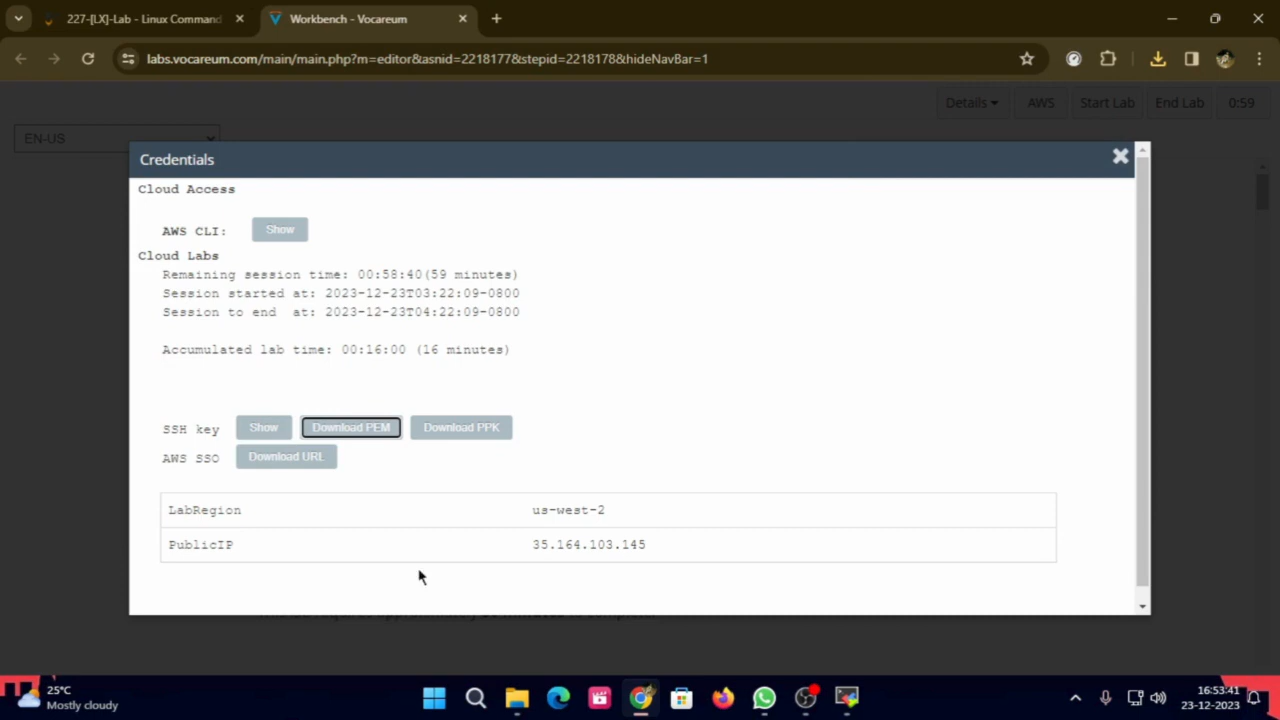 227-[LX]-Lab - Linux Command
Workbench - Vocareum
labs.vocareum.com/main/main.php?m=editor&asnid=2218177&stepid=2218178&hideNavBar=1
Details
AWS
Start Lab
End Lab
0:59
EN-US
Credentials
Cloud Access
AWS CLI:
Show
Cloud Labs
Remaining session time: 00:58:40(59 minutes)
Session started at: 2023-12-23T03:22:09-0800
Session to end at: 2023-12-23T04:22:09-0800
Accumulated lab time: 00:16:00 (16 minutes)
SSH key
Show
Download PEM
Download PPK
AWS SSO
Download URL
LabRegion us-west-2
PublicIP 35.164.103.145
25°C
Mostly cloudy
16:53:41
23-12-2023